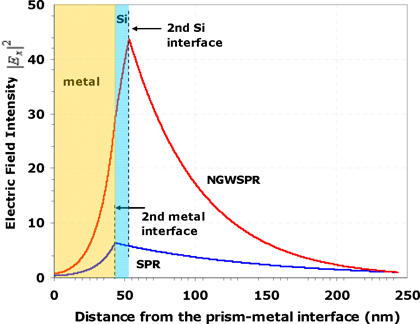 50
40
30
20
10
0
Electric Field Intensity |E_x|^2
Si
metal
2nd Si
interface
NGWSPR
2nd metal
interface
SPR
0
50
100
150
200
250
Distance from the prism-metal interface (nm)